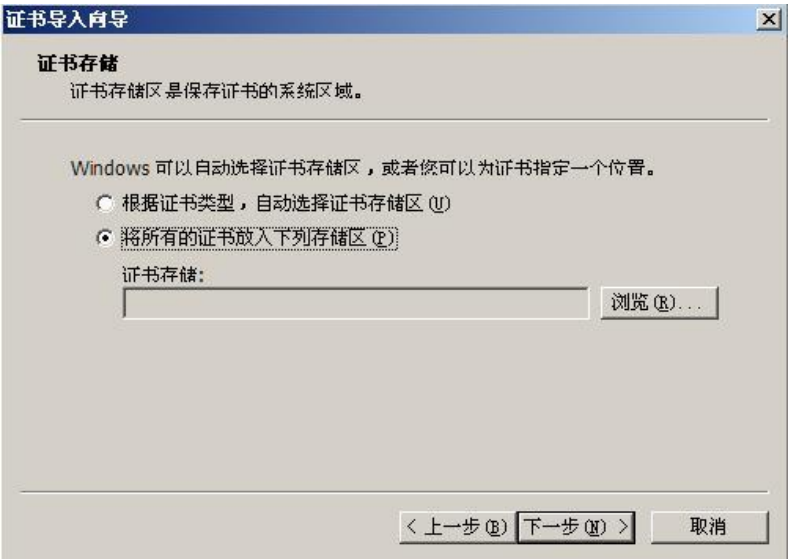 证书导入向导
证书存储
证书存储区是保存证书的系统区域。
Windows 可以自动选择证书存储区，或者您可以为证书指定一个位置。
根据证书类型，自动选择证书存储区(U)
将所有的证书放入下列存储区(P)
证书存储:
浏览(R)...
< 上一步(B) 下一步(N) > 取消